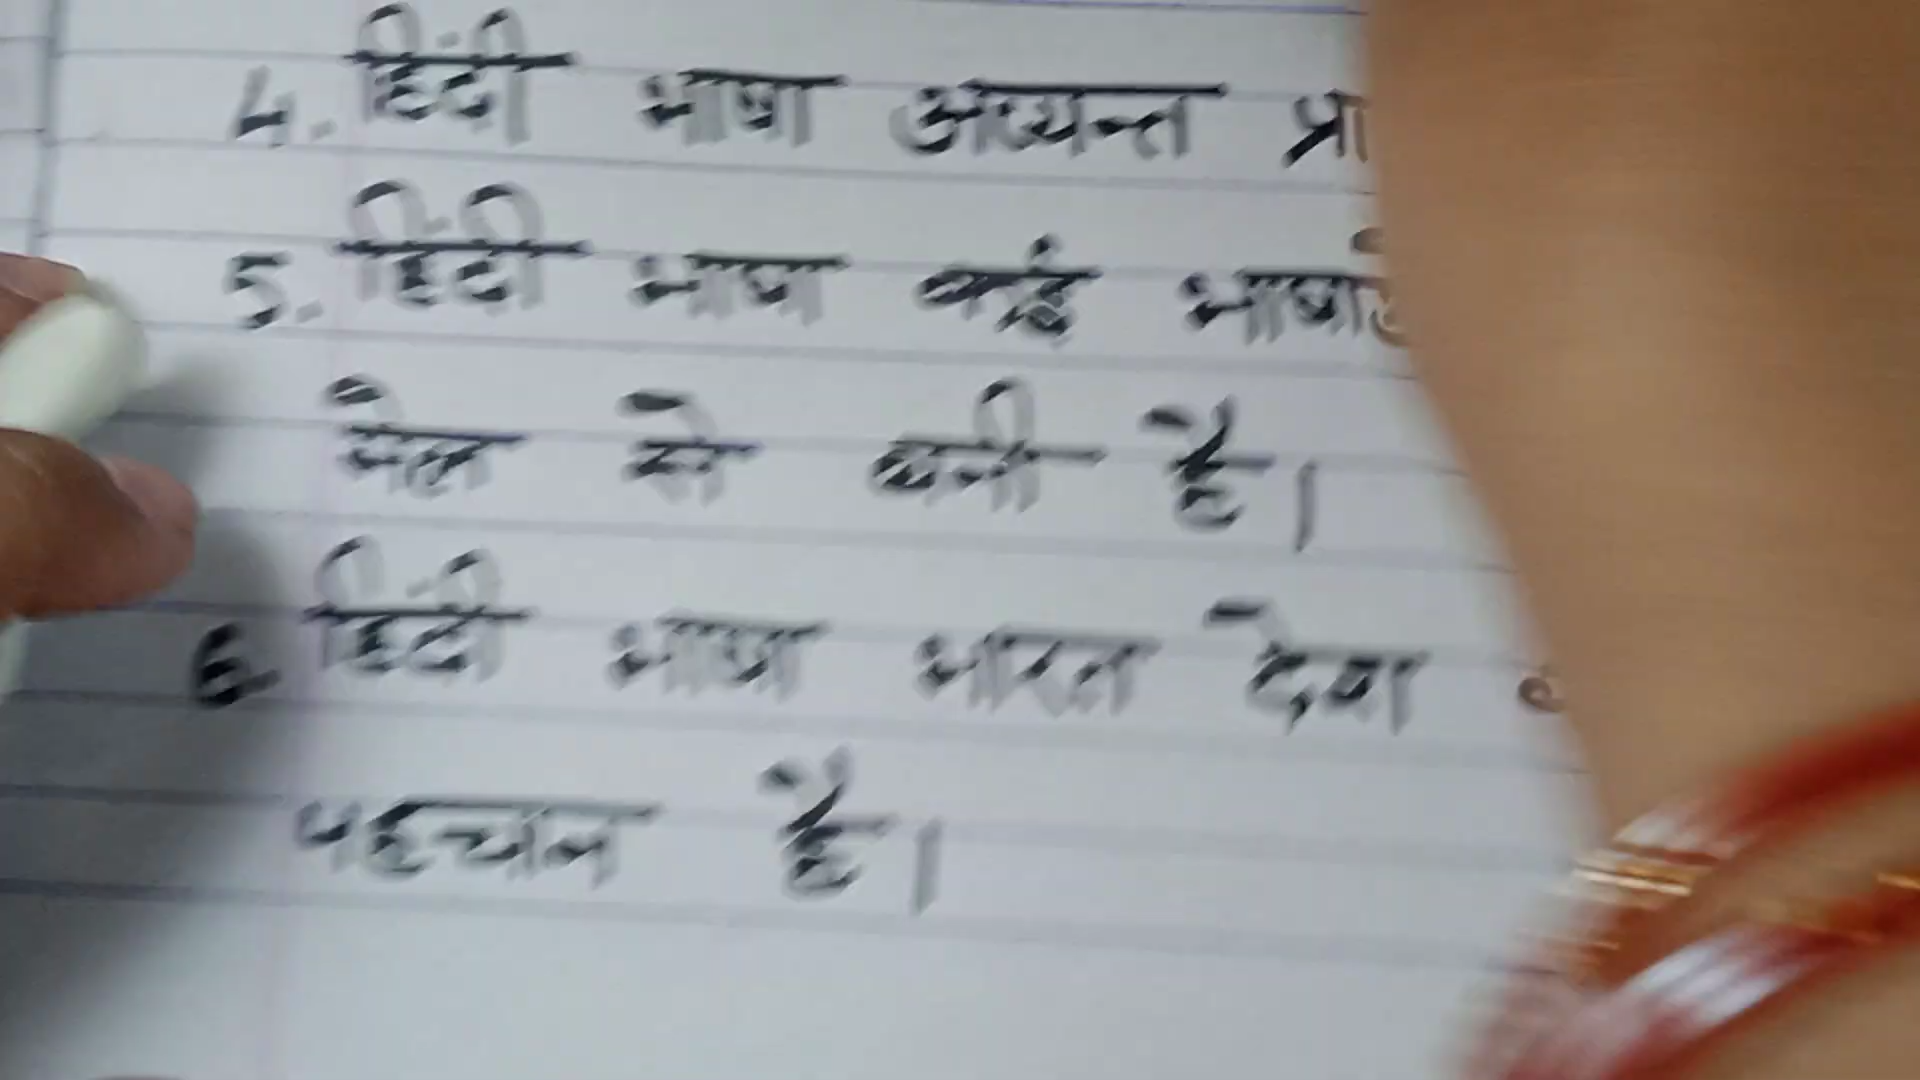 4. हिंदी भाषा अत्यन्त प्रा
5. हिंदी भाषा कई भाषाओ
मेल से बनी है।
6. हिंदी भाषा भारत देश
पहचान है।